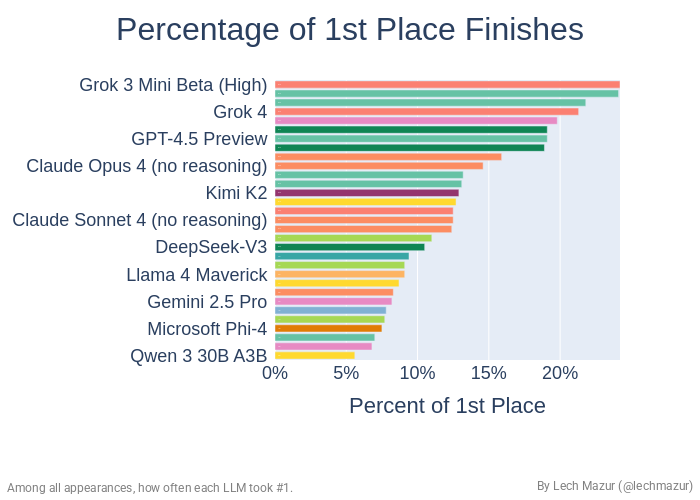 Percentage of 1st Place Finishes
Grok 3 Mini Beta (High)
Grok 4
GPT-4.5 Preview
Claude Opus 4 (no reasoning)
Kimi K2
Claude Sonnet 4 (no reasoning)
DeepSeek-V3
Llama 4 Maverick
Gemini 2.5 Pro
Microsoft Phi-4
Qwen 3 30B A3B
0% 5% 10% 15% 20%
Percent of 1st Place
Among all appearances, how often each LLM took #1.
By Lech Mazur (@lechmazur)